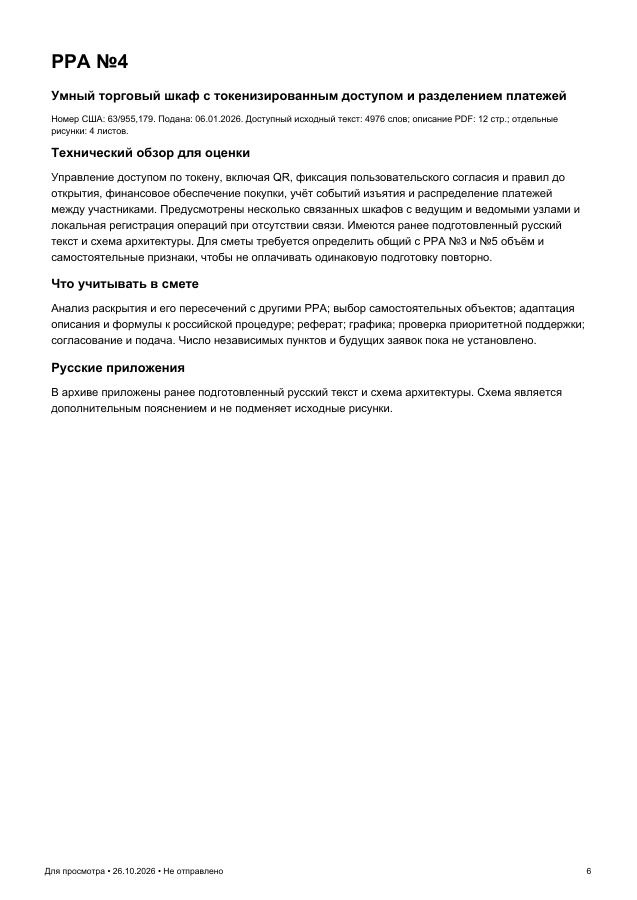 PPA №4
Умный торговый шкаф с токенизированным доступом и разделением платежей
Номер США: 63/955,179. Подана: 06.01.2026. Доступный исходный текст: 4976 слов; описание PDF: 12 стр.; отдельные
рисунки: 4 листов.
Технический обзор для оценки
Управление доступом по токену, включая QR, фиксация пользовательского согласия и правил до
открытия, финансовое обеспечение покупки, учёт событий изъятия и распределение платежей
между участниками. Предусмотрены несколько связанных шкафов с ведущим и ведомыми узлами и
локальная регистрация операций при отсутствии связи. Имеются ранее подготовленный русский
текст и схема архитектуры. Для сметы требуется определить общий с PPA №3 и №5 объём и
самостоятельные признаки, чтобы не оплачивать одинаковую подготовку повторно.
Что учитывать в смете
Анализ раскрытия и его пересечений с другими PPA; выбор самостоятельных объектов; адаптация
описания и формулы к российской процедуре; реферат; графика; проверка приоритетной поддержки;
согласование и подача. Число независимых пунктов и будущих заявок пока не установлено.
Русские приложения
В архиве приложены ранее подготовленный русский текст и схема архитектуры. Схема является
дополнительным пояснением и не подменяет исходные рисунки.
Для просмотра • 26.10.2026 • Не отправлено
6